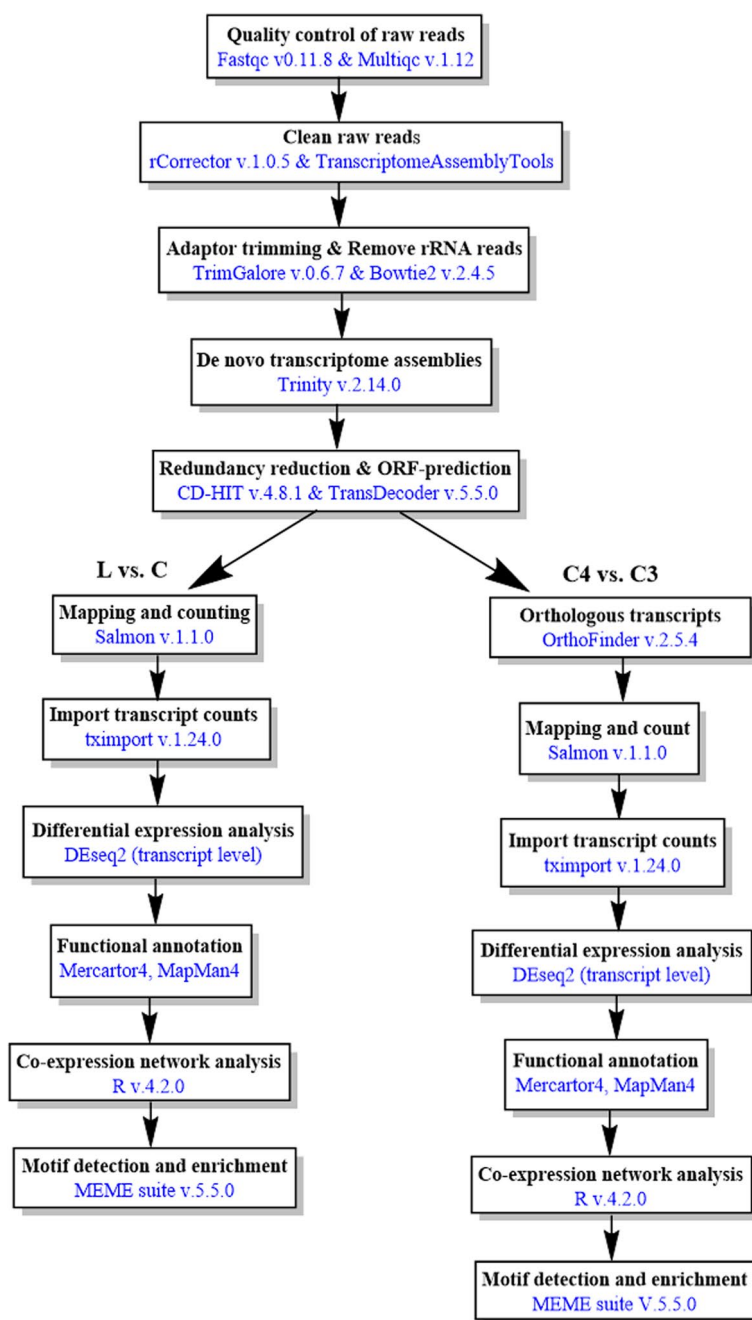 Quality control of raw reads
Fastqc v0.11.8 & Multiqc v.1.12
Clean raw reads
rCorrector v.1.0.5 & TranscriptomeAssemblyTools
Adaptor trimming & Remove rRNA reads
TrimGalore v.0.6.7 & Bowtie2 v.2.4.5
De novo transcriptome assemblies
Trinity v.2.14.0
Redundancy reduction & ORF-prediction
CD-HIT v.4.8.1 & TransDecoder v.5.5.0
L vs. C
Mapping and counting
Salmon v.1.1.0
Import transcript counts
tximport v.1.24.0
Differential expression analysis
DEseq2 (transcript level)
Functional annotation
Mercartor4, MapMan4
Co-expression network analysis
R v.4.2.0
Motif detection and enrichment
MEME suite v.5.5.0
C4 vs. C3
Orthologous transcripts
OrthoFinder v.2.5.4
Mapping and count
Salmon v.1.1.0
Import transcript counts
tximport v.1.24.0
Differential expression analysis
DEseq2 (transcript level)
Functional annotation
Mercartor4, MapMan4
Co-expression network analysis
R v.4.2.0
Motif detection and enrichment
MEME suite V.5.5.0